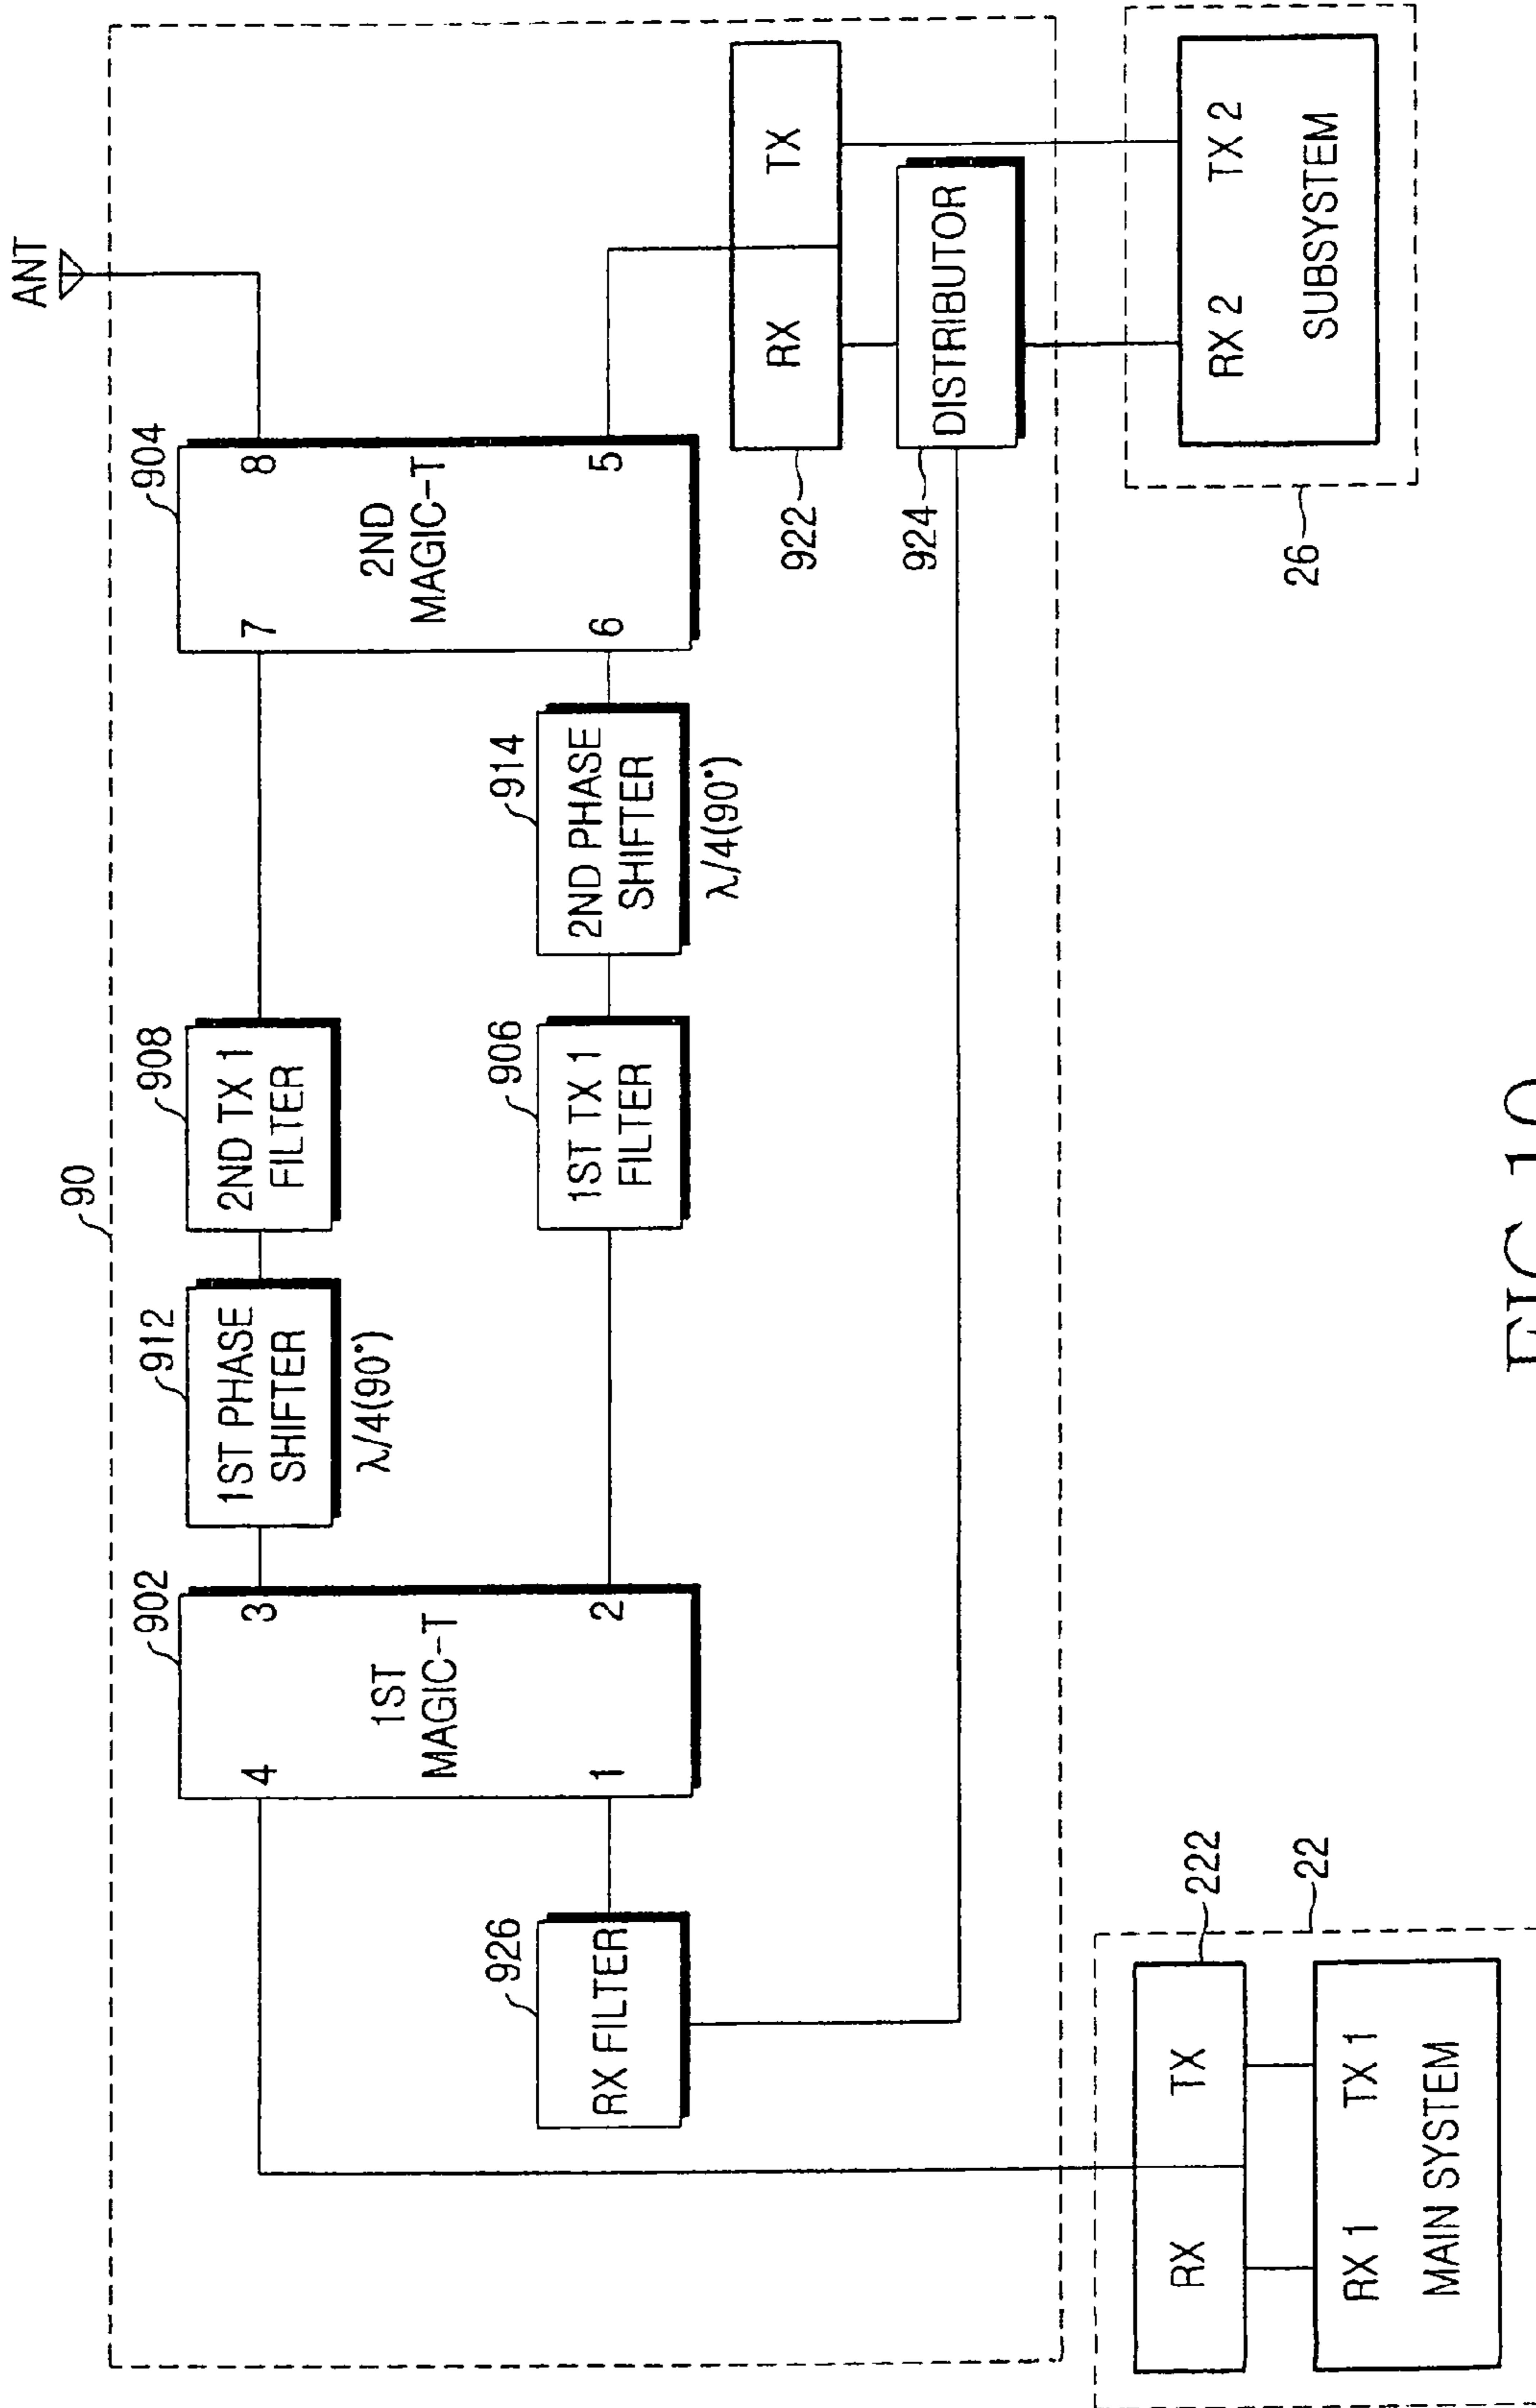 ANT
90
902
4
3
1ST
MAGIC-T
1
2
912
1ST PHASE
SHIFTER
λ/4(90°)
908
2ND TX 1
FILTER
904
7
8
2ND
MAGIC-T
6
5
926
RX FILTER
906
1ST TX 1
FILTER
914
2ND PHASE
SHIFTER
λ/4(90°)
922
RX
TX
924
DISTRIBUTOR
26
RX 2
TX 2
SUBSYSTEM
222
22
RX
TX
RX 1
TX 1
MAIN SYSTEM
FIG.10